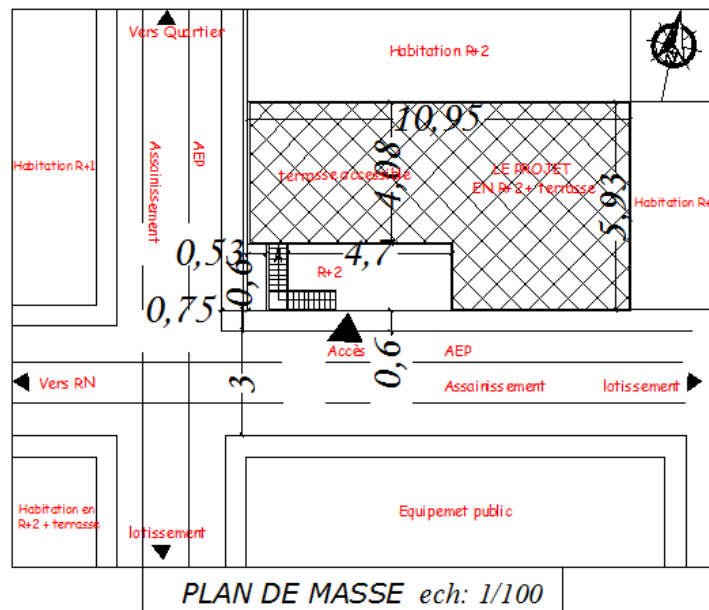 Vers Quartier
Habitation R+2
10,95
Habitation R+1
Assainissement
AEP
terrasse accessible
4,08
LE PROJET
EN R+2 + terrasse
5,93
Habitation R+
0,53
4,7
R+2
0,6
0,75
Accès
AEP
0,6
Vers RN
3
Assainissement
lotissement
Habitation en
R+2 + terrasse
lotissement
Equipemet public
PLAN DE MASSE ech: 1/100